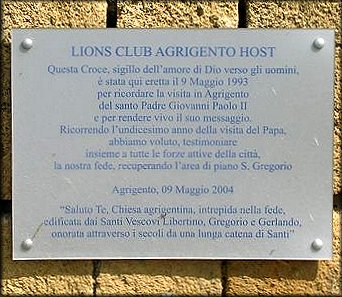 LIONS CLUB AGRIGENTO HOST
Questa Croce, sigillo dell'amore di Dio verso gli uomini,
è stata qui eretta il 9 Maggio 1993
per ricordare la visita in Agrigento
del santo Padre Giovanni Paolo II
e per rendere vivo il suo messaggio.
Ricorrendo l'undicesimo anno della visita del Papa,
abbiamo voluto, testimoniare
insieme a tutte le forze attive della città,
la nostra fede, recuperando l'area di piano S. Gregorio
Agrigento, 09 Maggio 2004
"Saluto Te, Chiesa agrigentina, intrepida nella fede,
edificata dai Santi Vescovi Libertino, Gregorio e Gerlando,
onorata attraverso i secoli da una lunga catena di Santi"